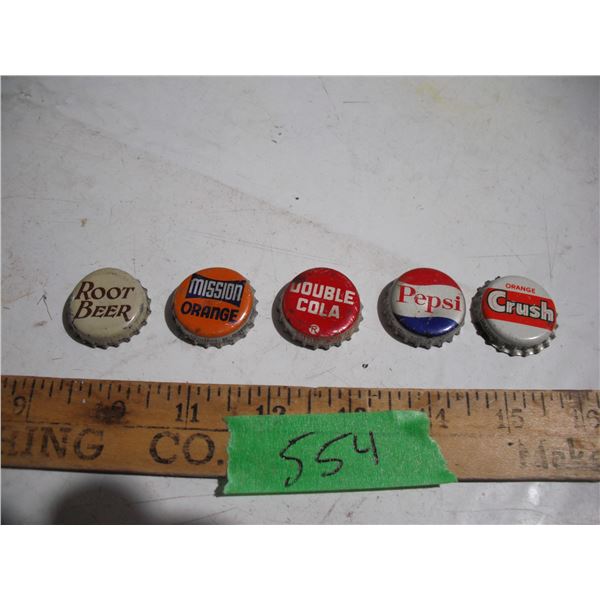 ROOT
BEER
MISSION
ORANGE
DOUBLE
COLA
®
Pepsi
ORANGE
Crush
9 10 11 12 13 14 15 16
HING CO.
554